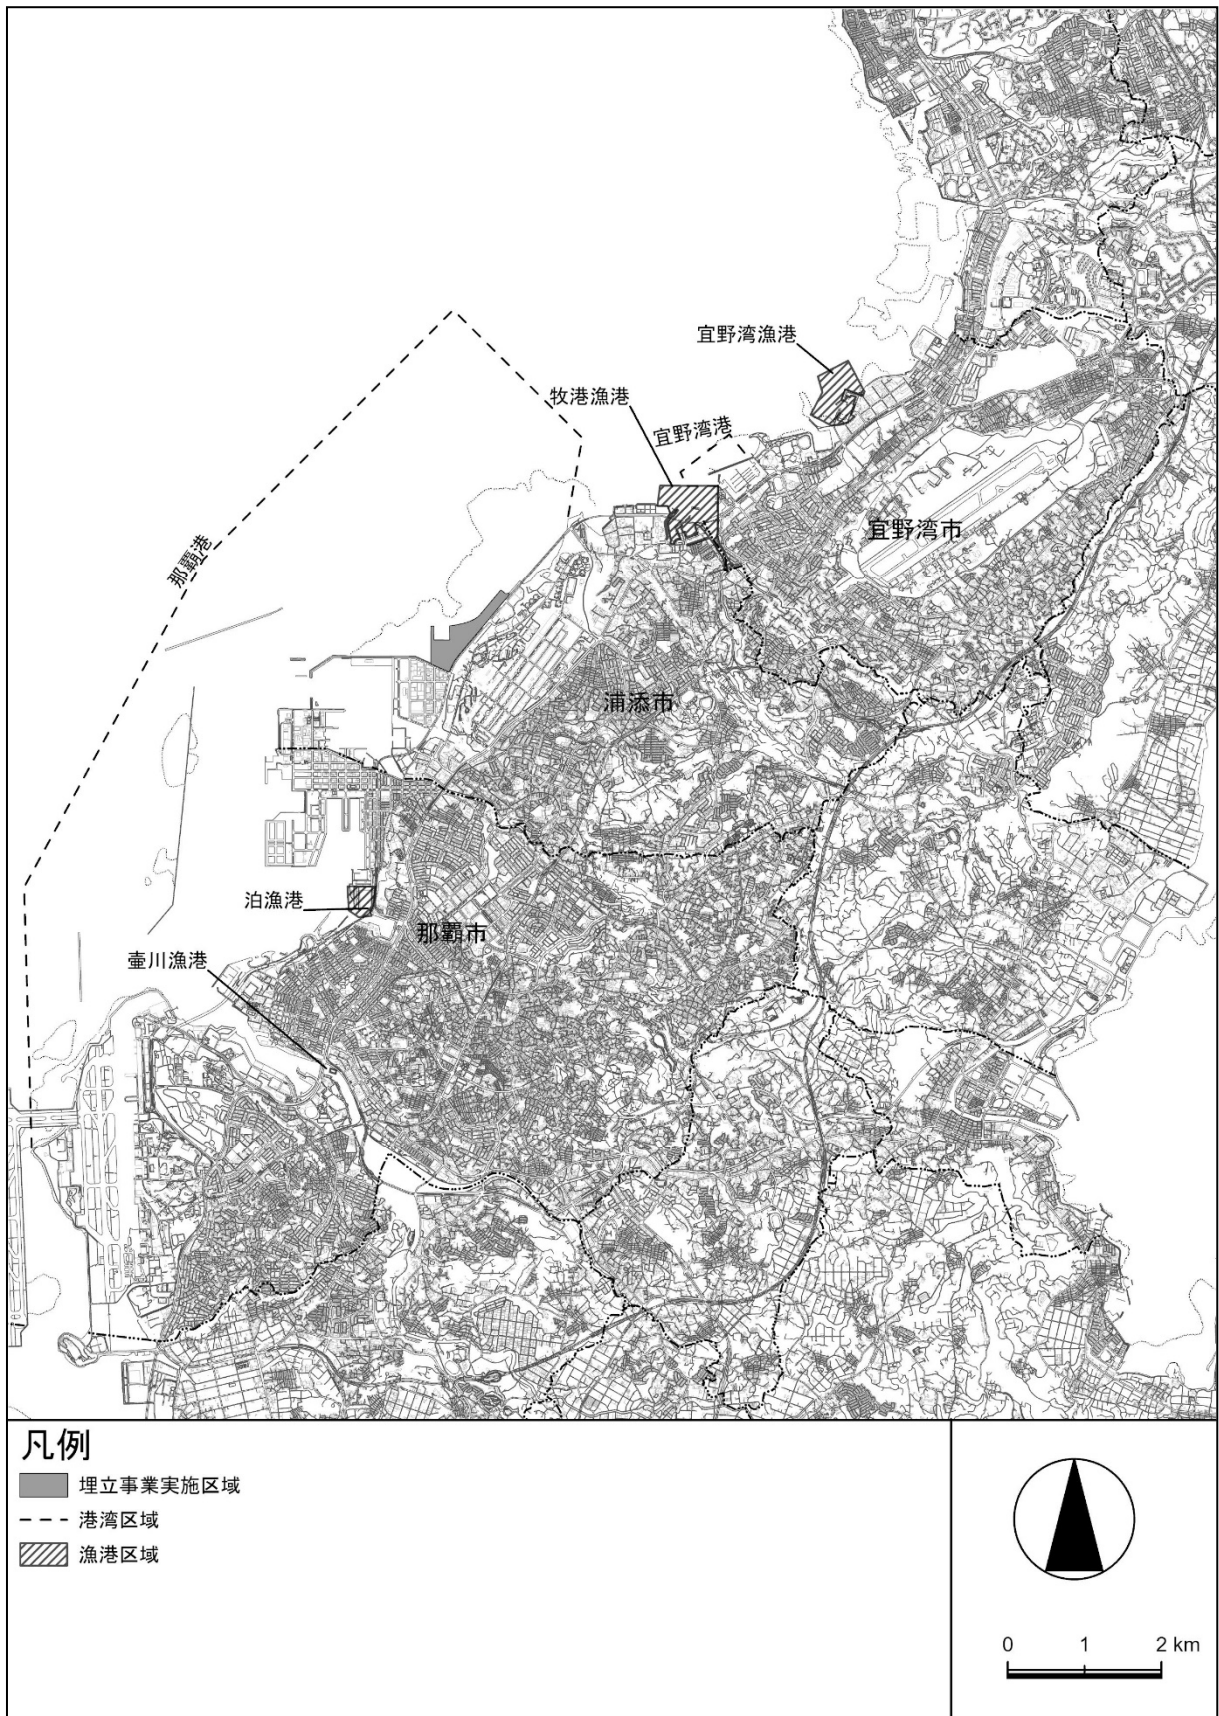 宜野湾漁港
牧港漁港
宜野湾港
那覇港
宜野湾市
浦添市
泊漁港
那覇市
壷川漁港
凡例
埋立事業実施区域
港湾区域
漁港区域
0 1 2 km